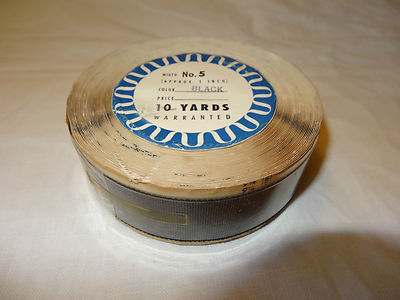 WIDTH No. 5
(APPROX. 1 INCH)
COLOR BLACK
PRICE
10 YARDS
WARRANTED